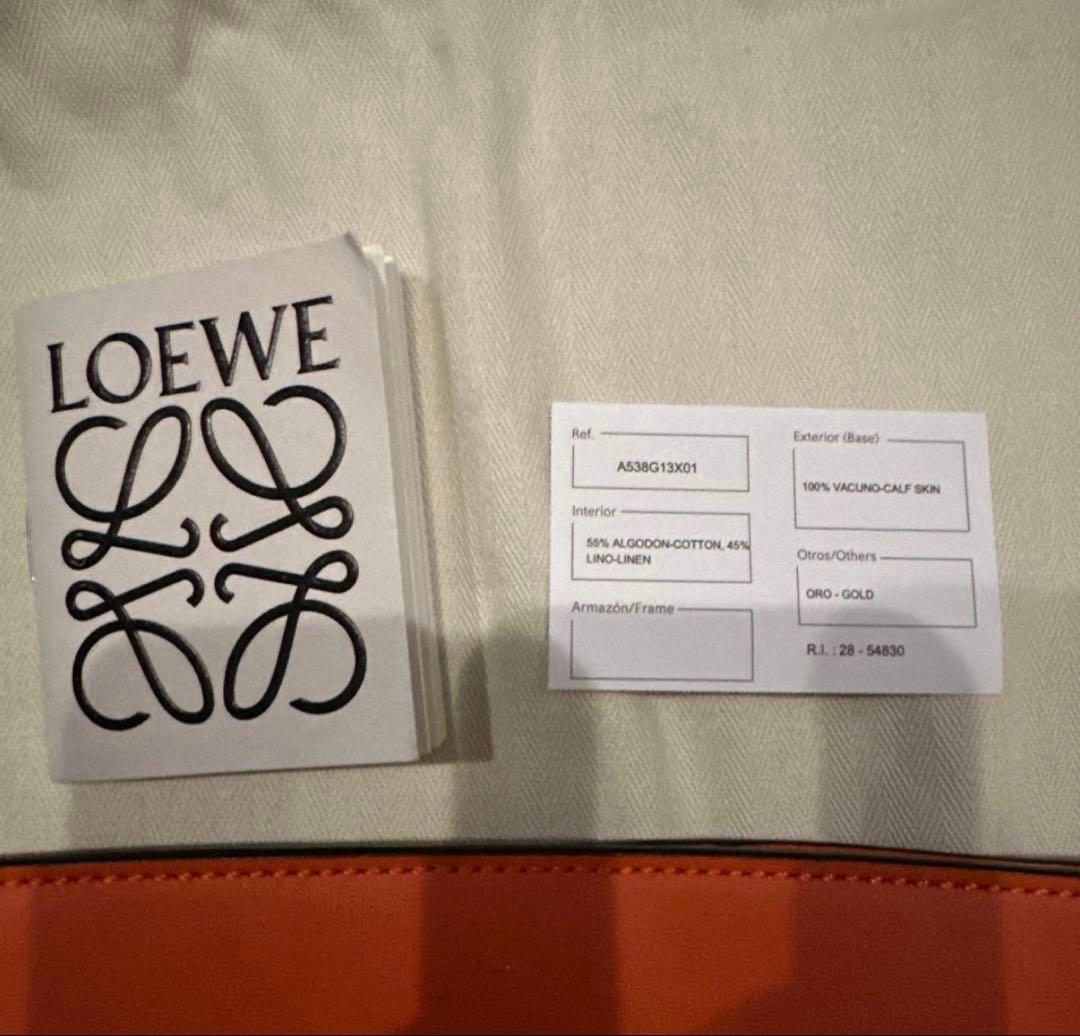 LOEWE
Ref.
A538G13X01
Interior
55% ALGODON-COTTON, 45%
LINO-LINEN
Armazón/Frame
Exterior (Base)
100% VACUNO-CALF SKIN
Otros/Others
ORO - GOLD
R.I. : 28 - 54830